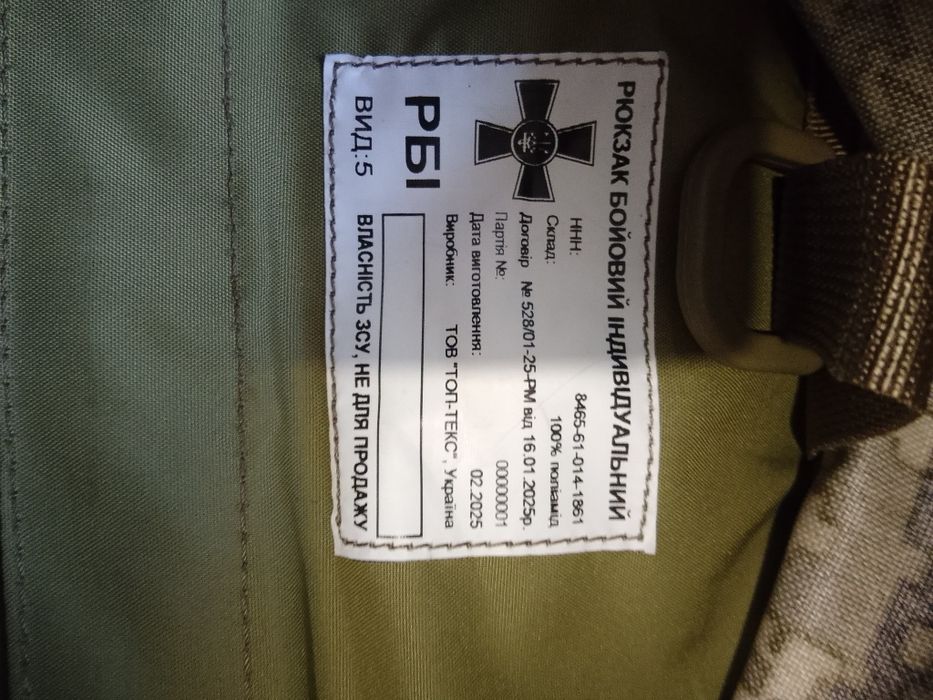 РЮКЗАК БОЙОВИЙ ІНДИВІДУАЛЬНИЙ
ННН: 8465-61-014-1861
Склад: 100% поліамід
Договір № 528/01-25-РМ від 16.01.2025р.
Партія №: 00000001
Дата виготовлення: 02.2025
Виробник: ТОВ "ТОП-ТЕКС", Україна
РБІ
ВИД: 5
ВЛАСНІСТЬ ЗСУ, НЕ ДЛЯ ПРОДАЖУ